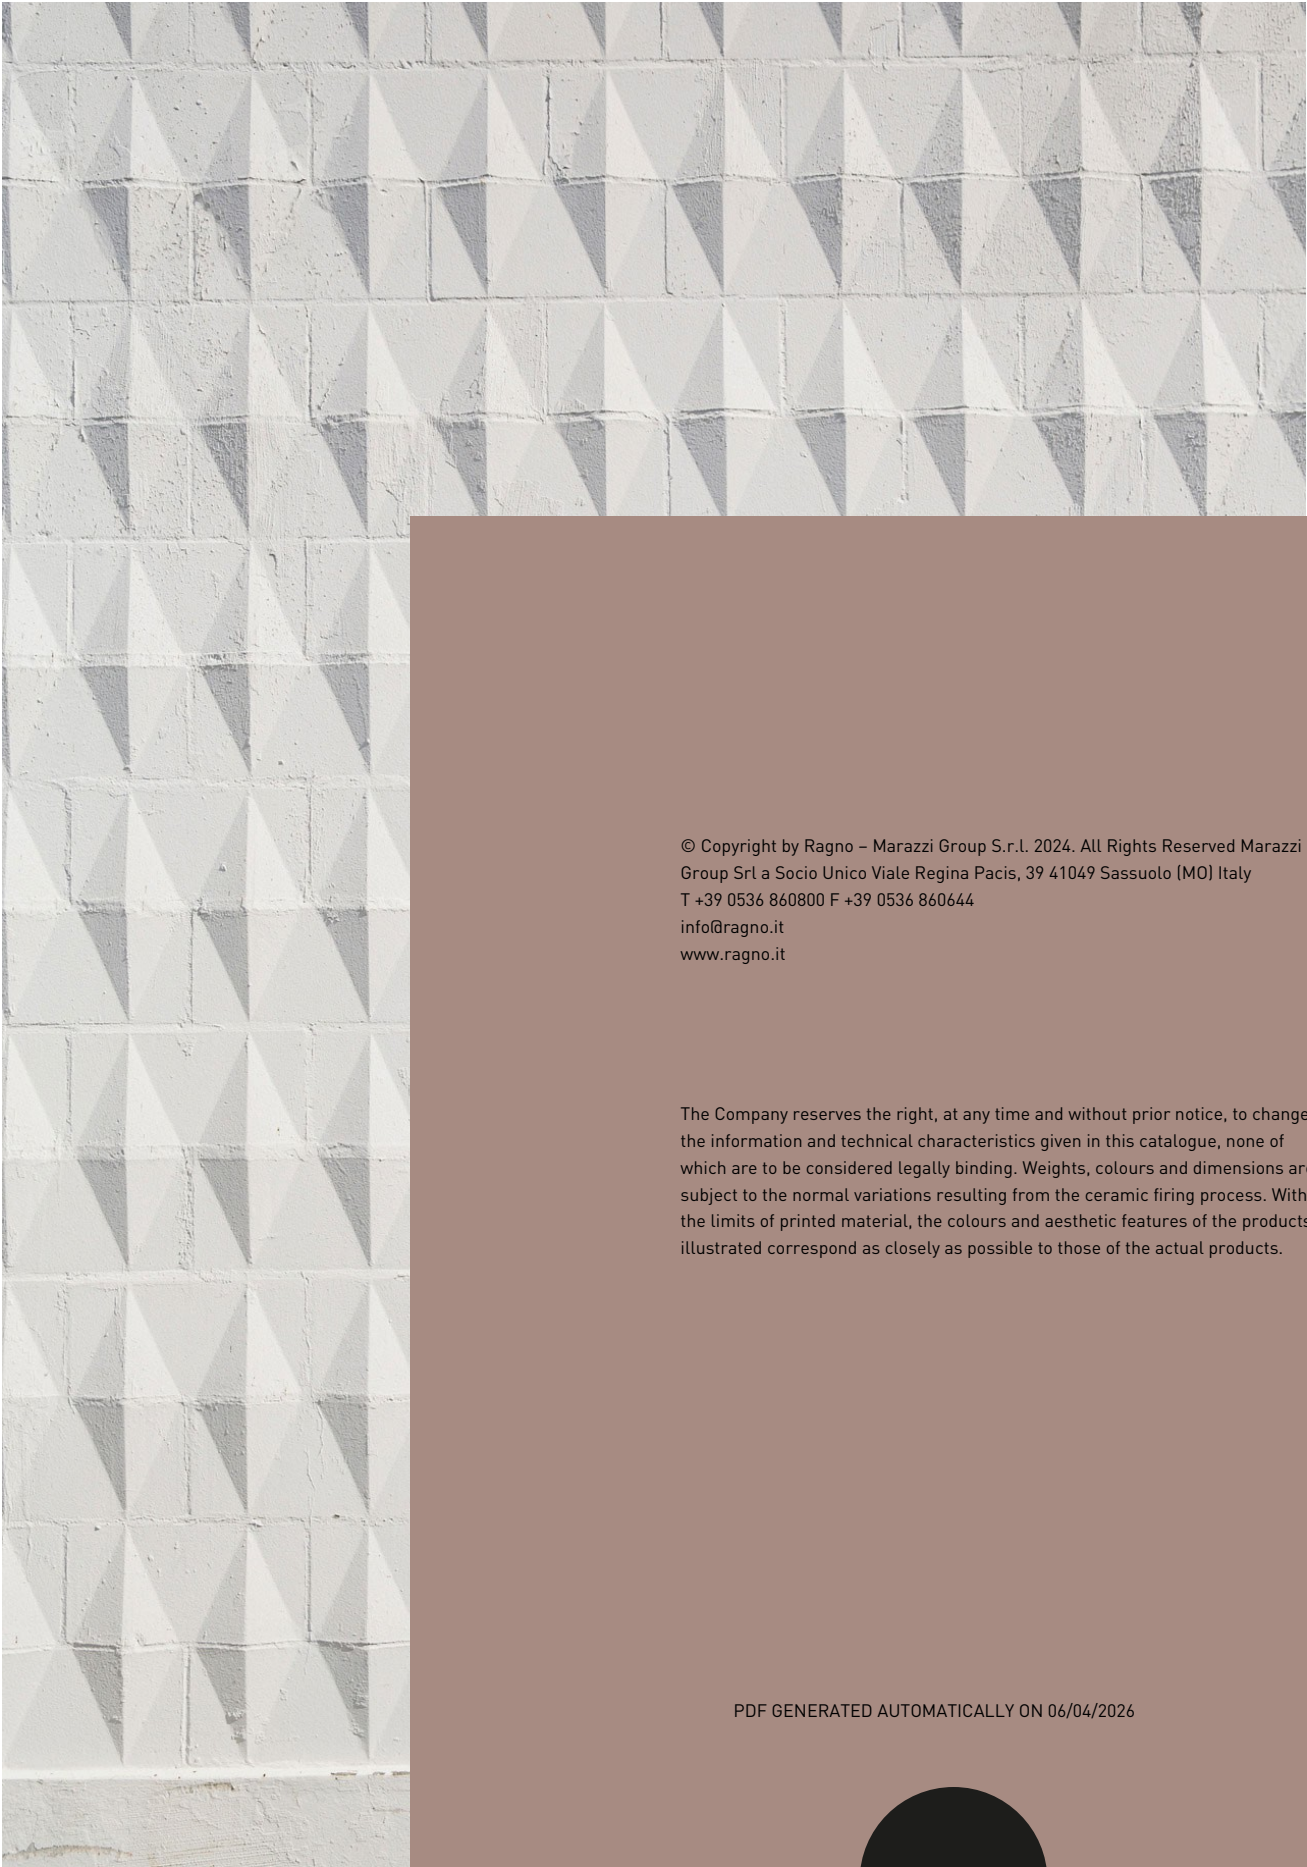 © Copyright by Ragno – Marazzi Group S.r.l. 2024. All Rights Reserved Marazzi
Group Srl a Socio Unico Viale Regina Pacis, 39 41049 Sassuolo (MO) Italy
T +39 0536 860800 F +39 0536 860644
info@ragno.it
www.ragno.it
The Company reserves the right, at any time and without prior notice, to change
the information and technical characteristics given in this catalogue, none of
which are to be considered legally binding. Weights, colours and dimensions are
subject to the normal variations resulting from the ceramic firing process. With
the limits of printed material, the colours and aesthetic features of the products
illustrated correspond as closely as possible to those of the actual products.
PDF GENERATED AUTOMATICALLY ON 06/04/2026